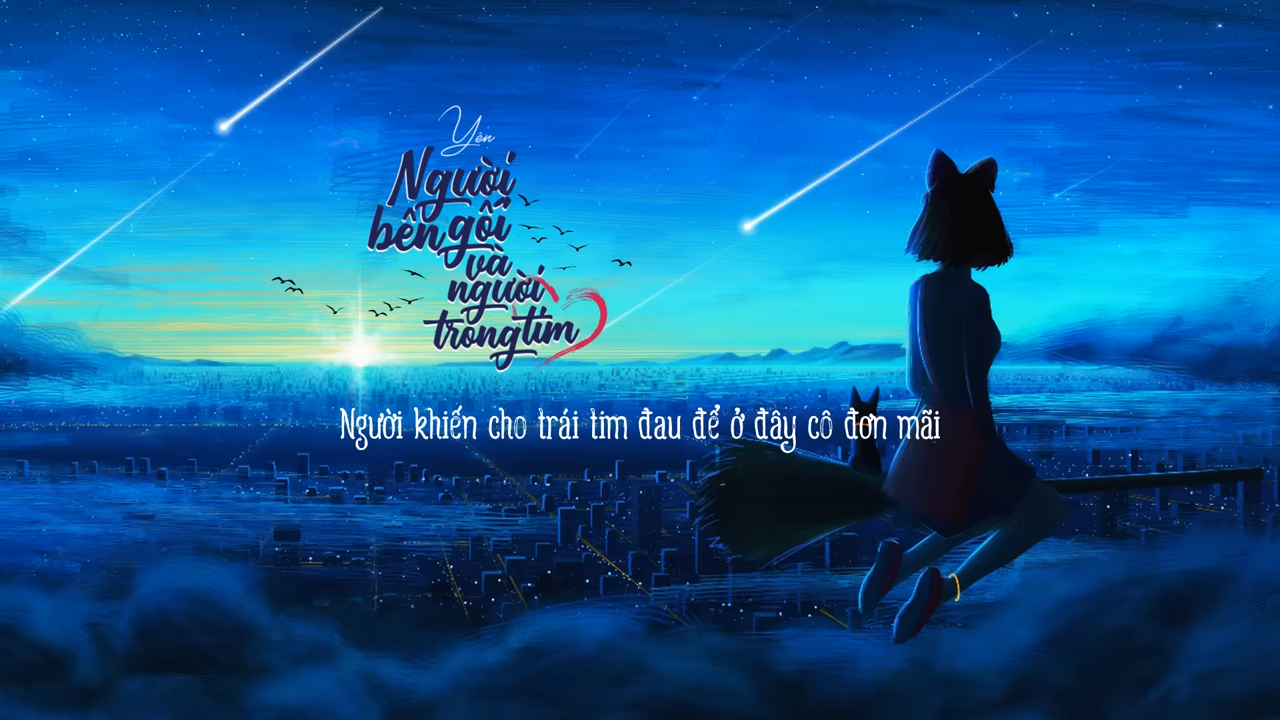 Yên
Người
bên gối
và
người
trong tim
Người khiến cho trái tim đau để ở đây cô đơn mãi